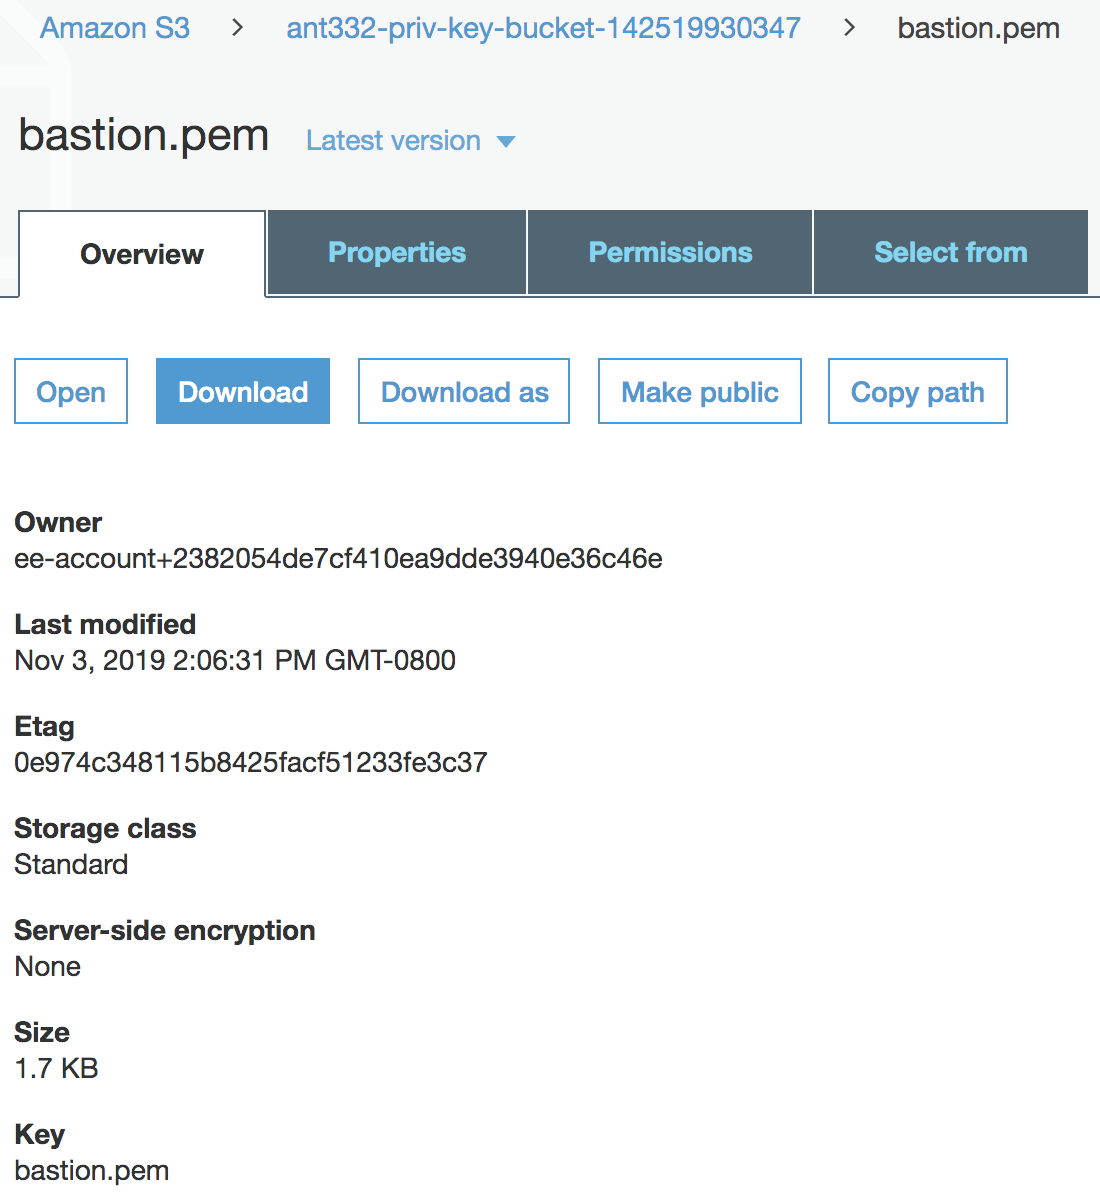 Amazon S3 > ant332-priv-key-bucket-142519930347 > bastion.pem
bastion.pem Latest version
Overview Properties Permissions Select from
Open Download Download as Make public Copy path
Owner
ee-account+2382054de7cf410ea9dde3940e36c46e
Last modified
Nov 3, 2019 2:06:31 PM GMT-0800
Etag
0e974c348115b8425facf51233fe3c37
Storage class
Standard
Server-side encryption
None
Size
1.7 KB
Key
bastion.pem